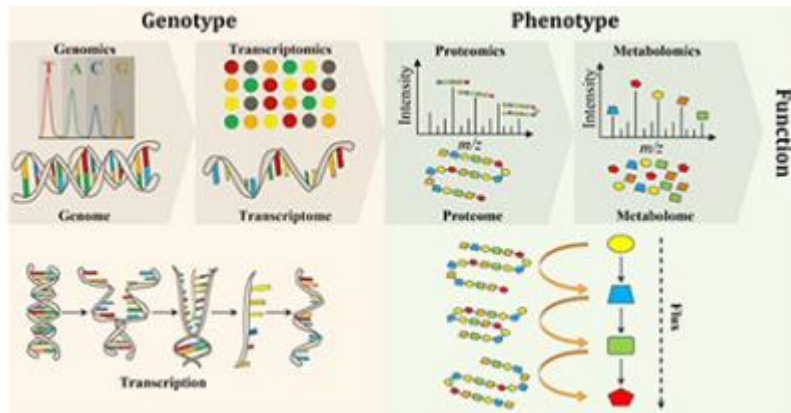 Genotype
Phenotype
Genomics
Transcriptomics
Proteomics
Metabolomics
T A C G
Intensity
m/z
Intensity
m/z
Function
Genome
Transcriptome
Proteome
Metabolome
Transcription
Flux